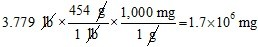 3.779 lb × 454 g / 1 lb × 1,000 mg / 1 g = 1.7×10⁶ mg